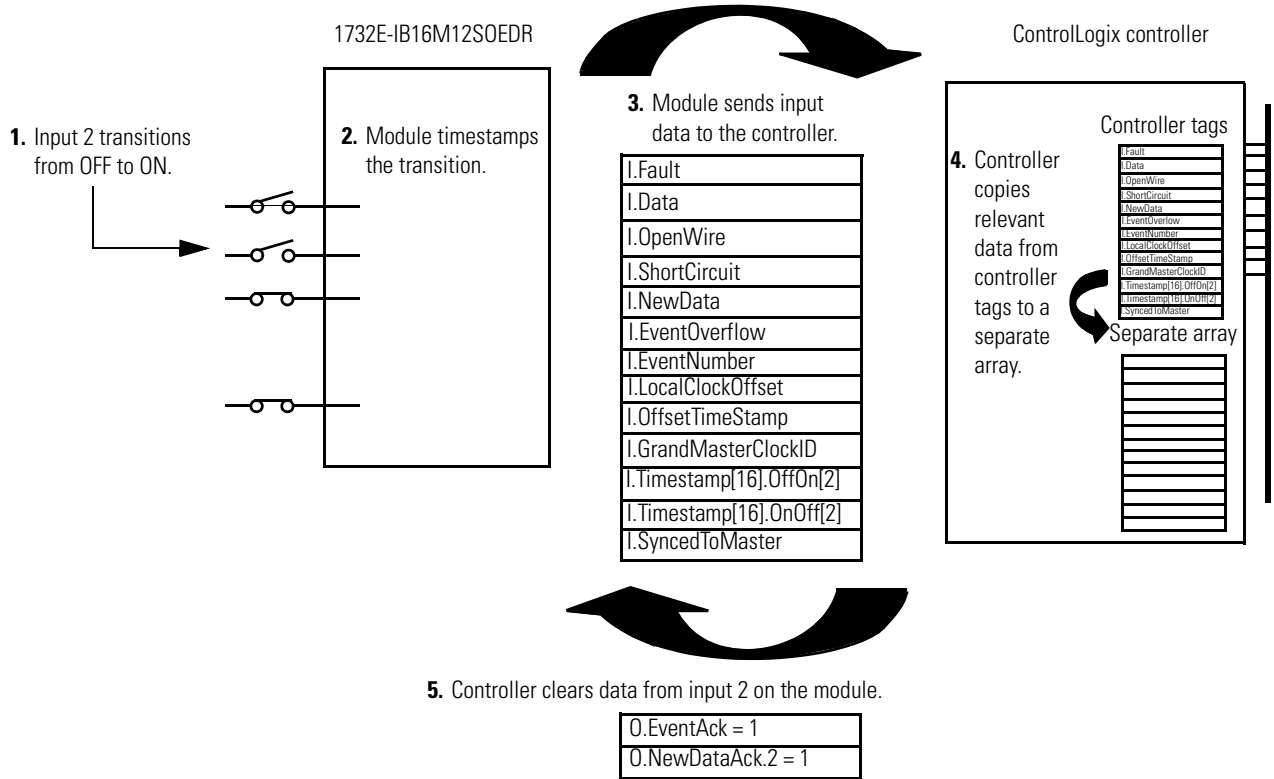 1732E-IB16M12SOEDR
ControlLogix controller
1. Input 2 transitions
from OFF to ON.
2. Module timestamps
the transition.
3. Module sends input
data to the controller.
I.Fault
I.Data
I.OpenWire
I.ShortCircuit
I.NewData
I.EventOverflow
I.EventNumber
I.LocalClockOffset
I.OffsetTimeStamp
I.GrandMasterClockID
I.Timestamp[16].OffOn[2]
I.Timestamp[16].OnOff[2]
I.SyncedToMaster
4. Controller
copies
relevant
data from
controller
tags to a
separate
array.
Controller tags
I.Fault
I.Data
I.OpenWire
I.ShortCircuit
I.NewData
I.EventOverlow
I.EventNumber
I.LocalClockOffset
I.OffsetTimeStamp
I.GrandMasterClockID
I.Timestamp[16].OffOn[2]
I.Timestamp[16].OnOff[2]
I.SyncedToMaster
Separate array
5. Controller clears data from input 2 on the module.
O.EventAck = 1
O.NewDataAck.2 = 1